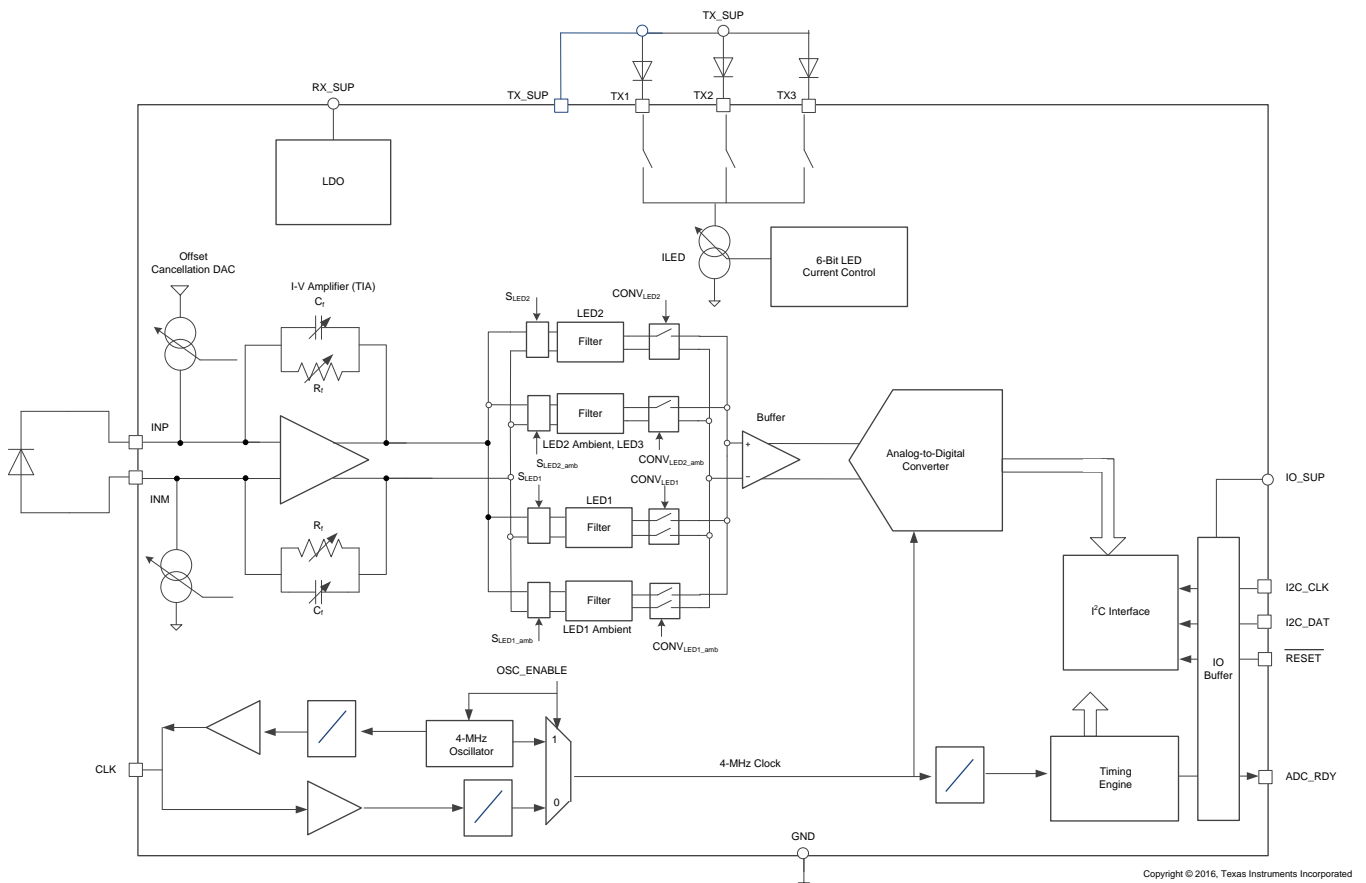 TX_SUP
RX_SUP
TX_SUP
TX1
TX2
TX3
LDO
ILED
6-Bit LED
Current Control
Offset
Cancellation DAC
I-V Amplifier (TIA)
Cf
Rf
SLED2
LED2
CONVLED2
Filter
INP
Filter
LED2 Ambient, LED3
SLED2_amb
CONVLED2_amb
Buffer
+
−
Analog-to-Digital
Converter
INM
SLED1
LED1
CONVLED1
Filter
Rf
Cf
Filter
LED1 Ambient
SLED1_amb
CONVLED1_amb
IO_SUP
I2C Interface
I2C_CLK
I2C_DAT
RESET
IO
Buffer
OSC_ENABLE
4-MHz
Oscillator
1
0
CLK
4-MHz Clock
Timing
Engine
ADC_RDY
GND
Copyright © 2016, Texas Instruments Incorporated